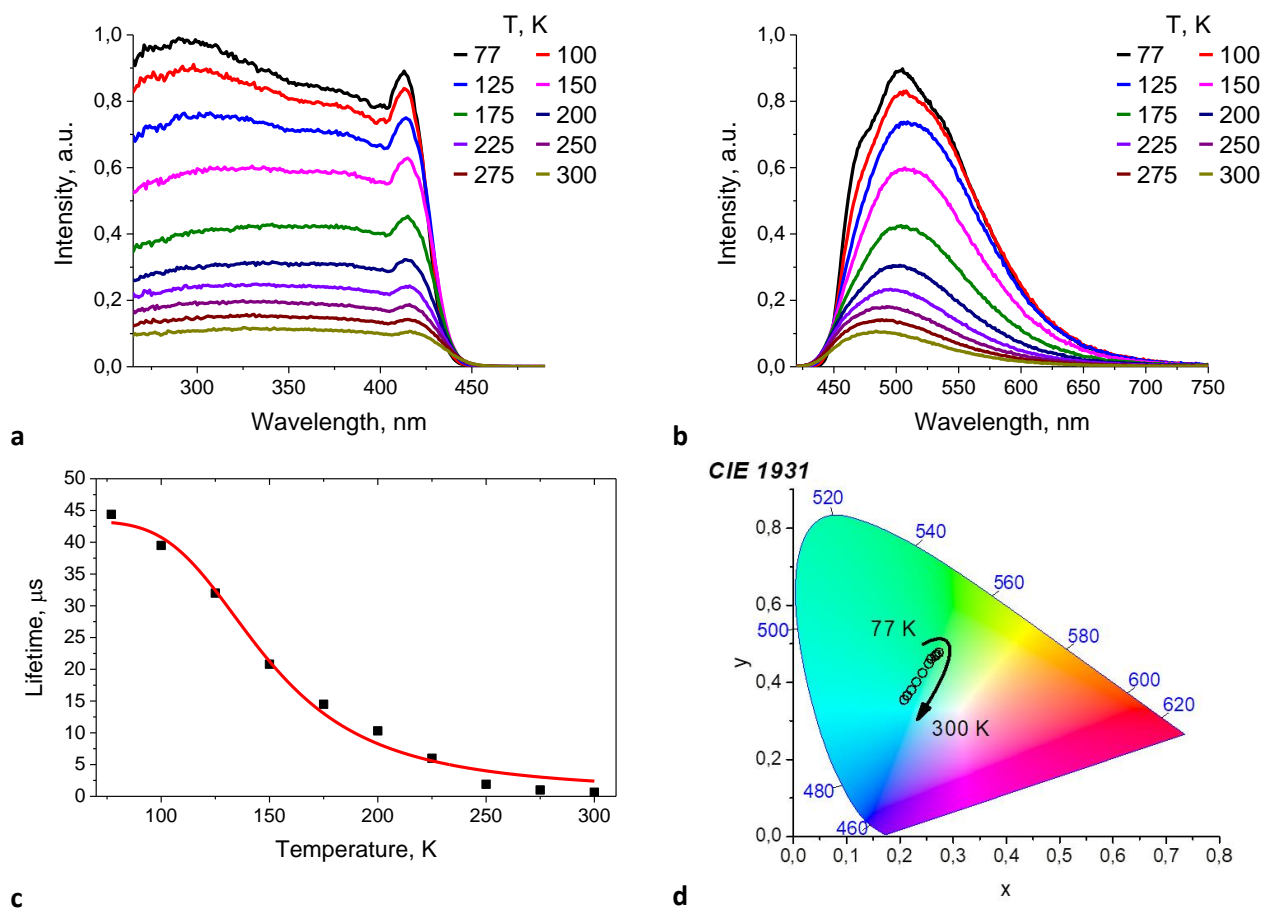 T, K
77 100
125 150
175 200
225 250
275 300
1,0
0,8
0,6
0,4
0,2
0,0
Intensity, a.u.
300 350 400 450
Wavelength, nm
a
T, K
77 100
125 150
175 200
225 250
275 300
1,0
0,8
0,6
0,4
0,2
0,0
Intensity, a.u.
450 500 550 600 650 700 750
Wavelength, nm
b
50
45
40
35
30
25
20
15
10
5
0
Lifetime, μs
100 150 200 250 300
Temperature, K
c
CIE 1931
0,8
0,6
0,4
0,2
0,0
y
520
540
560
500
580
600
620
480
460
77 K
300 K
0,0 0,1 0,2 0,3 0,4 0,5 0,6 0,7 0,8
x
d